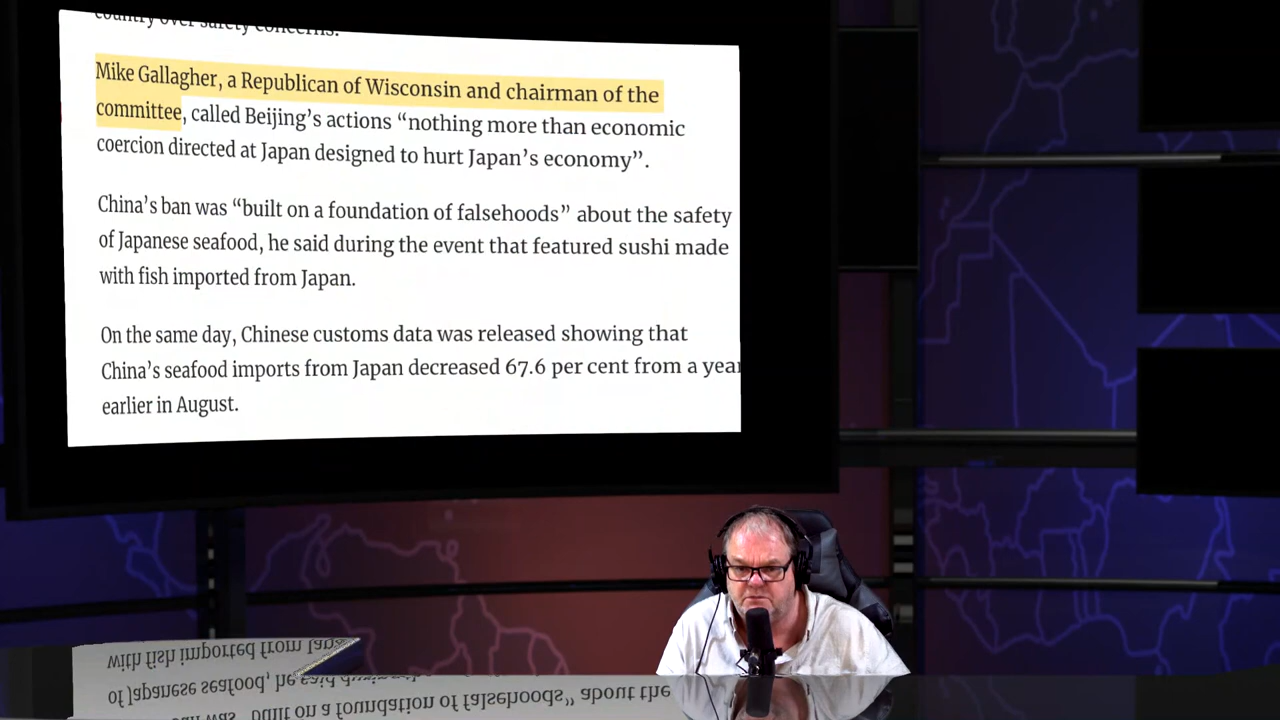 country over safety concerns.
Mike Gallagher, a Republican of Wisconsin and chairman of the
committee, called Beijing’s actions “nothing more than economic
coercion directed at Japan designed to hurt Japan’s economy”.
China’s ban was “built on a foundation of falsehoods” about the safety
of Japanese seafood, he said during the event that featured sushi made
with fish imported from Japan.
On the same day, Chinese customs data was released showing that
China’s seafood imports from Japan decreased 67.6 per cent from a year
earlier in August.